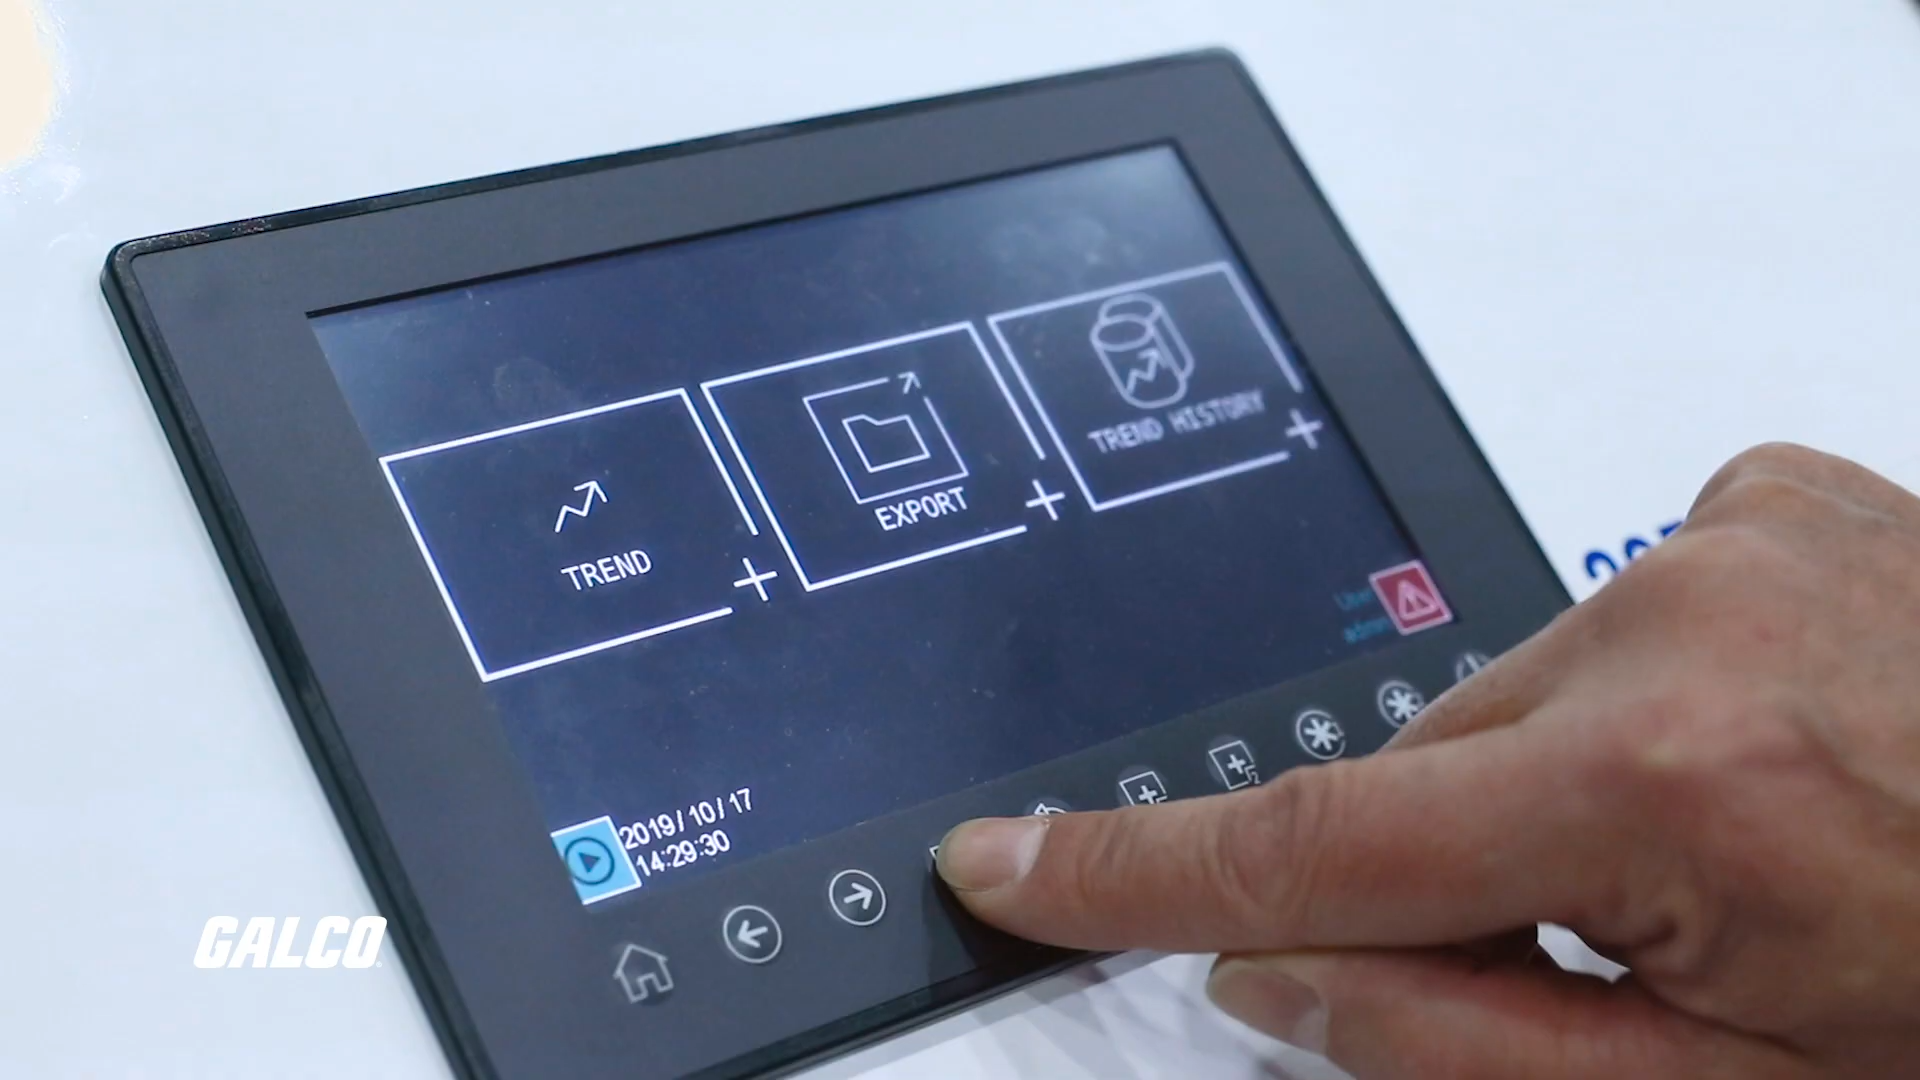 TREND
EXPORT
TREND HISTORY
User
admin
2019/10/17
14:29:30
GALCO